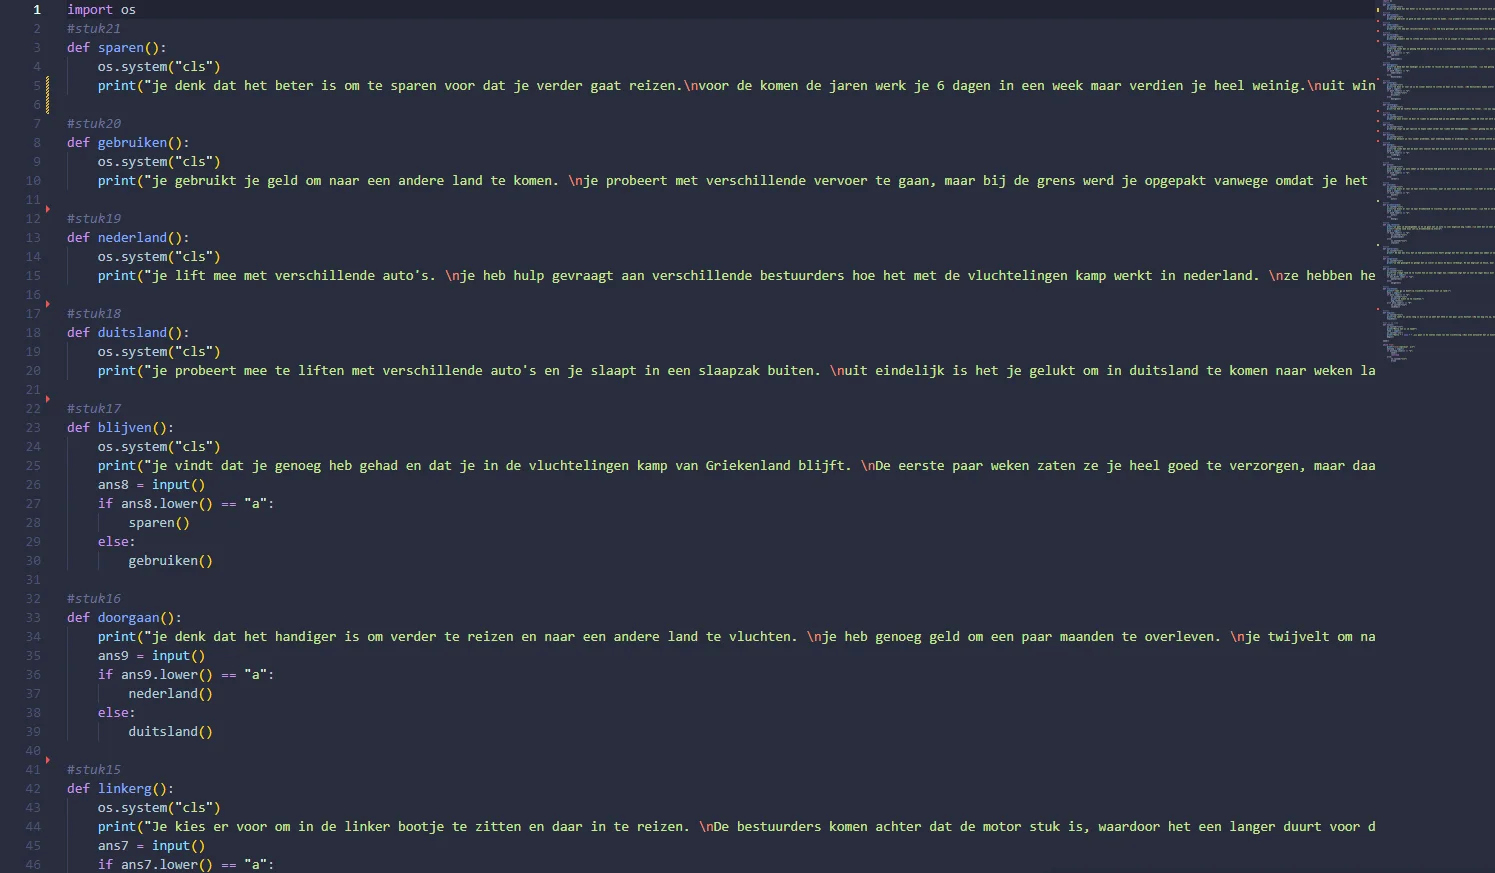 1 import os
2 #stuk21
3 def sparen():
4 os.system("cls")
5 print("je denk dat het beter is om te sparen voor dat je verder gaat reizen.\nvoor de komen de jaren werk je 6 dagen in een week maar verdien je heel weinig.\nuit win
6
7 #stuk20
8 def gebruiken():
9 os.system("cls")
10 print("je gebruikt je geld om naar een andere land te komen. \nje probeert met verschillende vervoer te gaan, maar bij de grens werd je opgepakt vanwege omdat je het
11
12 #stuk19
13 def nederland():
14 os.system("cls")
15 print("je lift mee met verschillende auto's. \nje heb hulp gevraagt aan verschillende bestuurders hoe het met de vluchtelingen kamp werkt in nederland. \nze hebben he
16
17 #stuk18
18 def duitsland():
19 os.system("cls")
20 print("je probeert mee te liften met verschillende auto's en je slaapt in een slaapzak buiten. \nuit eindelijk is het je gelukt om in duitsland te komen naar weken la
21
22 #stuk17
23 def blijven():
24 os.system("cls")
25 print("je vindt dat je genoeg heb gehad en dat je in de vluchtelingen kamp van Griekenland blijft. \nDe eerste paar weken zaten ze je heel goed te verzorgen, maar daa
26 ans8 = input()
27 if ans8.lower() == "a":
28 sparen()
29 else:
30 gebruiken()
31
32 #stuk16
33 def doorgaan():
34 print("je denk dat het handiger is om verder te reizen en naar een andere land te vluchten. \nje heb genoeg geld om een paar maanden te overleven. \nje twijvelt om na
35 ans9 = input()
36 if ans9.lower() == "a":
37 nederland()
38 else:
39 duitsland()
40
41 #stuk15
42 def linkerg():
43 os.system("cls")
44 print("Je kies er voor om in de linker bootje te zitten en daar in te reizen. \nDe bestuurders komen achter dat de motor stuk is, waardoor het een langer duurt voor d
45 ans7 = input()
46 if ans7.lower() == "a":